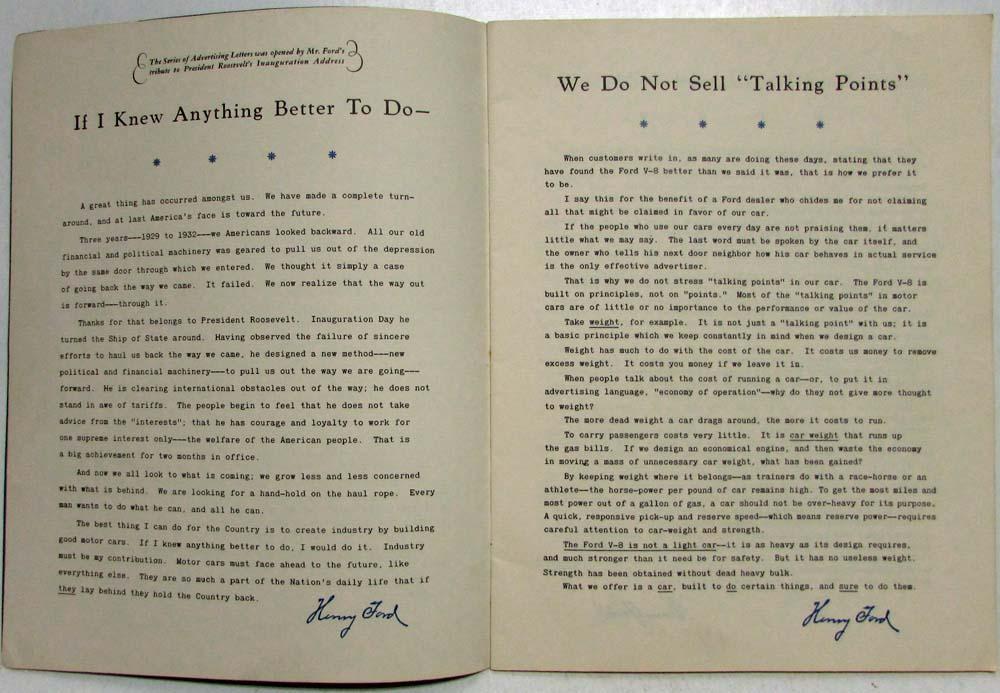 The Series of Advertising Letters was opened by Mr. Ford's
tribute to President Roosevelt's Inauguration Address
If I Knew Anything Better To Do—
A great thing has occurred amongst us. We have made a complete turn-
around, and at last America's face is toward the future.
Three years---1929 to 1932---we Americans looked backward. All our old
financial and political machinery was geared to pull us out of the depression
by the same door through which we entered. We thought it simply a case
of going back the way we came. It failed. We now realize that the way out
is forward---through it.
Thanks for that belongs to President Roosevelt. Inauguration Day he
turned the Ship of State around. Having observed the failure of sincere
efforts to haul us back the way we came, he designed a new method---new
political and financial machinery---to pull us out the way we are going---
forward. He is clearing international obstacles out of the way; he does not
stand in awe of tariffs. The people begin to feel that he does not take
advice from the "interests"; that he has courage and loyalty to work for
one supreme interest only---the welfare of the American people. That is
a big achievement for two months in office.
And now we all look to what is coming; we grow less and less concerned
with what is behind. We are looking for a hand-hold on the haul rope. Every
man wants to do what he can, and all he can.
The best thing I can do for the Country is to create industry by building
good motor cars. If I knew anything better to do, I would do it. Industry
must be my contribution. Motor cars must face ahead to the future, like
everything else. They are so much a part of the Nation's daily life that if
they lay behind they hold the Country back.
Henry Ford
We Do Not Sell "Talking Points"
When customers write in, as many are doing these days, stating that they
have found the Ford V-8 better than we said it was, that is how we prefer it
to be.
I say this for the benefit of a Ford dealer who chides me for not claiming
all that might be claimed in favor of our car.
If the people who use our cars every day are not praising them, it matters
little what we may say. The last word must be spoken by the car itself, and
the owner who tells his next door neighbor how his car behaves in actual service
is the only effective advertiser.
That is why we do not stress "talking points" in our car. The Ford V-8 is
built on principles, not on "points." Most of the "talking points" in motor
cars are of little or no importance to the performance or value of the car.
Take weight, for example. It is not just a "talking point" with us; it is
a basic principle which we keep constantly in mind when we design a car.
Weight has much to do with the cost of the car. It costs us money to remove
excess weight. It costs you money if we leave it in.
When people talk about the cost of running a car--or, to put it in
advertising language, "economy of operation"--why do they not give more thought
to weight?
The more dead weight a car drags around, the more it costs to run.
To carry passengers costs very little. It is car weight that runs up
the gas bills. If we design an economical engine, and then waste the economy
in moving a mass of unnecessary car weight, what has been gained?
By keeping weight where it belongs--as trainers do with a race-horse or an
athlete--the horse-power per pound of car remains high. To get the most miles and
most power out of a gallon of gas, a car should not be over-heavy for its purpose.
A quick, responsive pick-up and reserve speed--which means reserve power--requires
careful attention to car-weight and strength.
The Ford V-8 is not a light car--it is as heavy as its design requires,
and much stronger than it need be for safety. But it has no useless weight.
Strength has been obtained without dead heavy bulk.
What we offer is a car, built to do certain things, and sure to do them.
Henry Ford